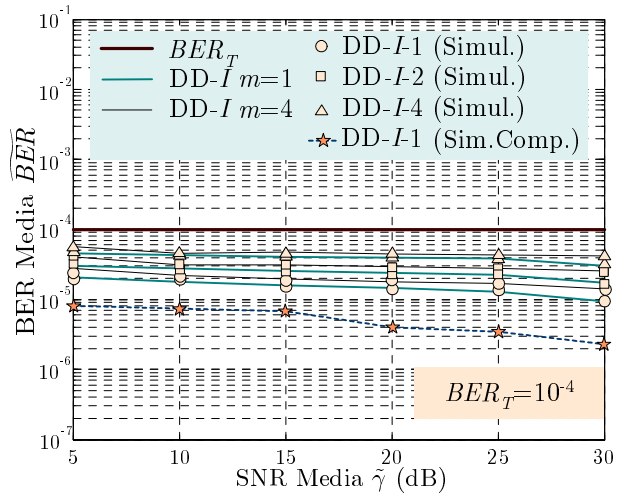 10^-1
10^-2
10^-3
10^-4
10^-5
10^-6
10^-7
BER Media \widetilde{BER}
BER_T
DD-I m=1
DD-I m=4
DD-I-1 (Simul.)
DD-I-2 (Simul.)
DD-I-4 (Simul.)
DD-I-1 (Sim.Comp.)
BER_T=10^-4
5 10 15 20 25 30
SNR Media γ̃ (dB)